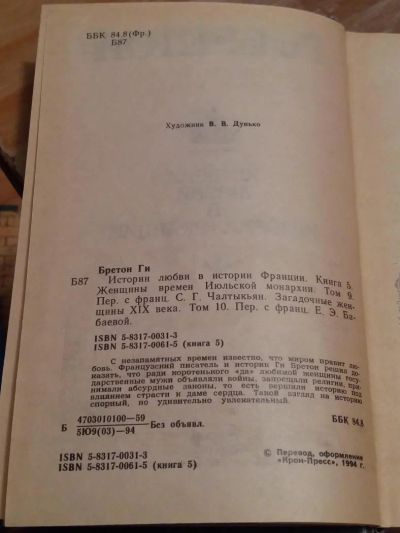 ББК 84.8(Фр.)
Б87
Художник В. В. Дунько
Бретон Ги
Б87 Истории любви в истории Франции. Книга 5.
Женщины времен Июльской монархии. Том 9.
Пер. с франц. С. Г. Чалтыкьян. Загадочные жен-
щины XIX века. Том 10. Пер. с франц. Е. Э. Ба-
баевой.
ISBN 5-8317-0031-3
ISBN 5-8317-0061-5 (книга 5)
С незапамятных времен известно, что миром правит лю-
бовь. Французский писатель и историк Ги Бретон решил до-
казать, что ради коротенького «да» любимой женщины госу-
дарственные мужи объявляли войны, запрещали религии, при-
нимали абсурдные законы, то есть вершили историю под
влиянием страсти к даме сердца. Такой взгляд на историю
спорный, но удивительно увлекательный.
Б 4703010100—59
5Ю9(03)—94 Без объявл.
ББК 84.8
ISBN 5-8317-0031-3
ISBN 5-8317-0061-5 (книга 5)
© Перевод, оформление
«Крон-Пресс», 1994 г.